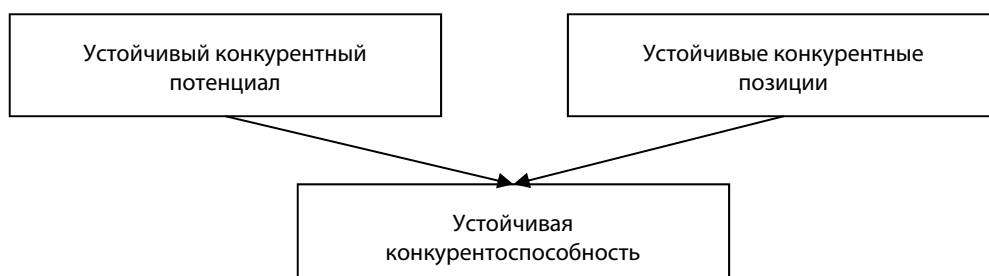 Устойчивый конкурентный
потенциал
Устойчивые конкурентные
позиции
Устойчивая
конкурентоспособность